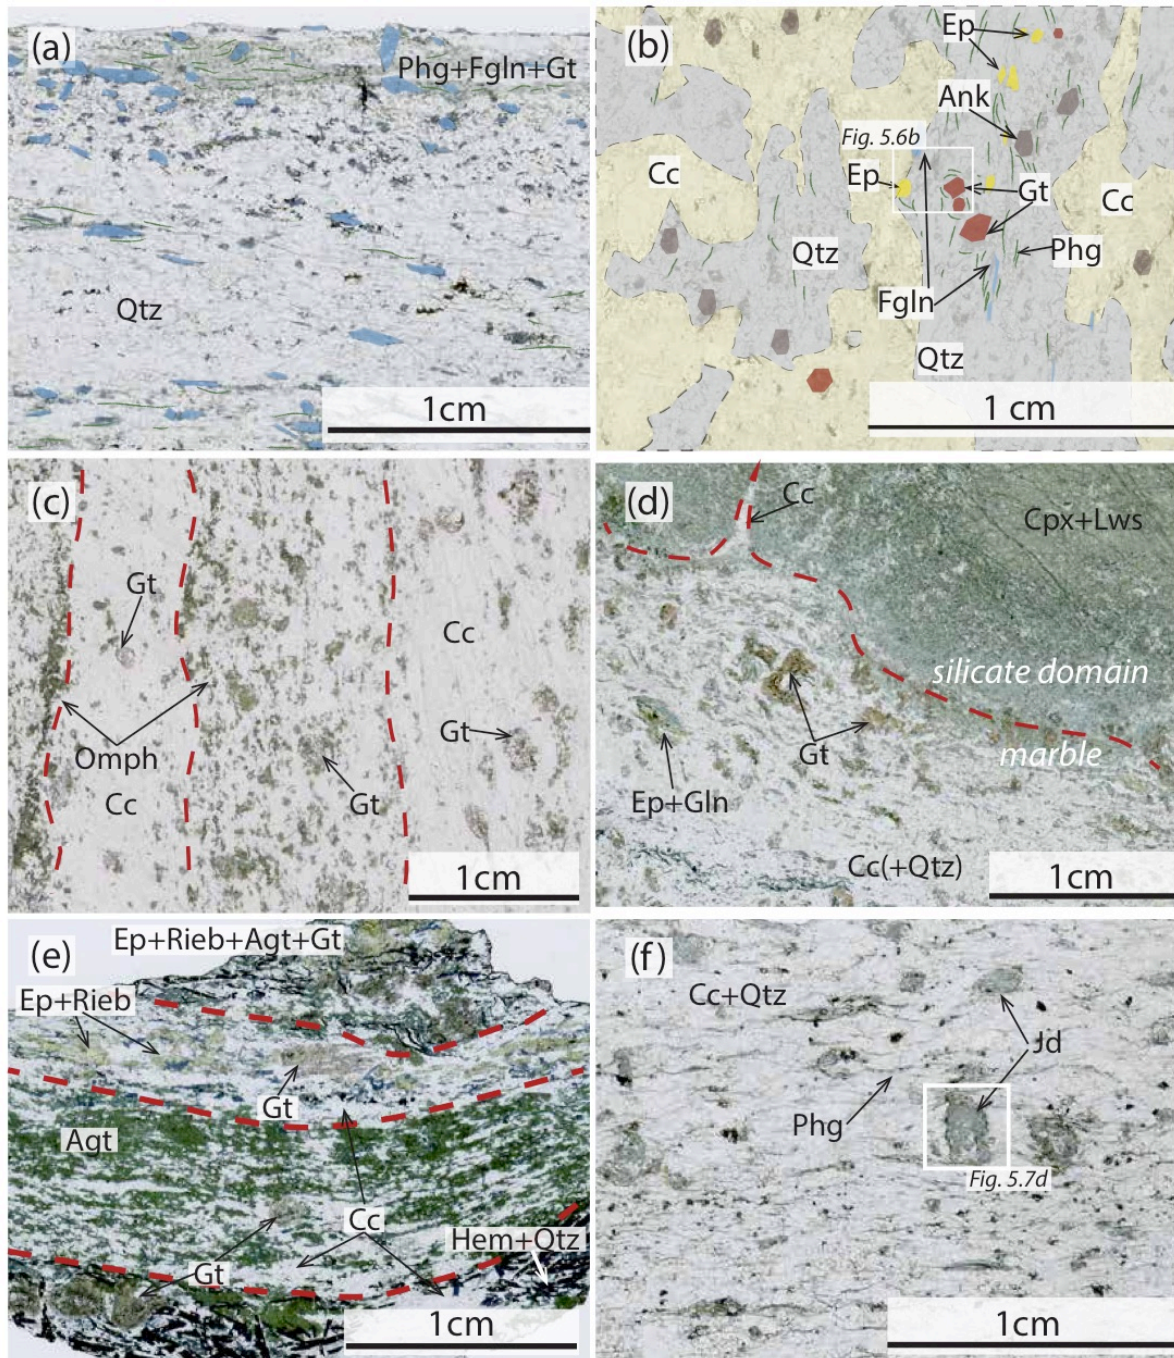 (a)
Phg+Fgln+Gt
Qtz
1cm
(b)
Ep
Ank
Fig. 5.6b
Cc
Ep
Gt
Cc
Qtz
Phg
Fgln
Qtz
1 cm
(c)
Gt
Cc
Omph
Gt
Cc
Gt
1cm
(d)
Cc
Cpx+Lws
silicate domain
Gt
marble
Ep+Gln
Cc(+Qtz)
1cm
(e)
Ep+Rieb+Agt+Gt
Ep+Rieb
Gt
Agt
Cc
Hem+Qtz
Gt
1cm
(f)
Cc+Qtz
Jd
Phg
Fig. 5.7d
1cm